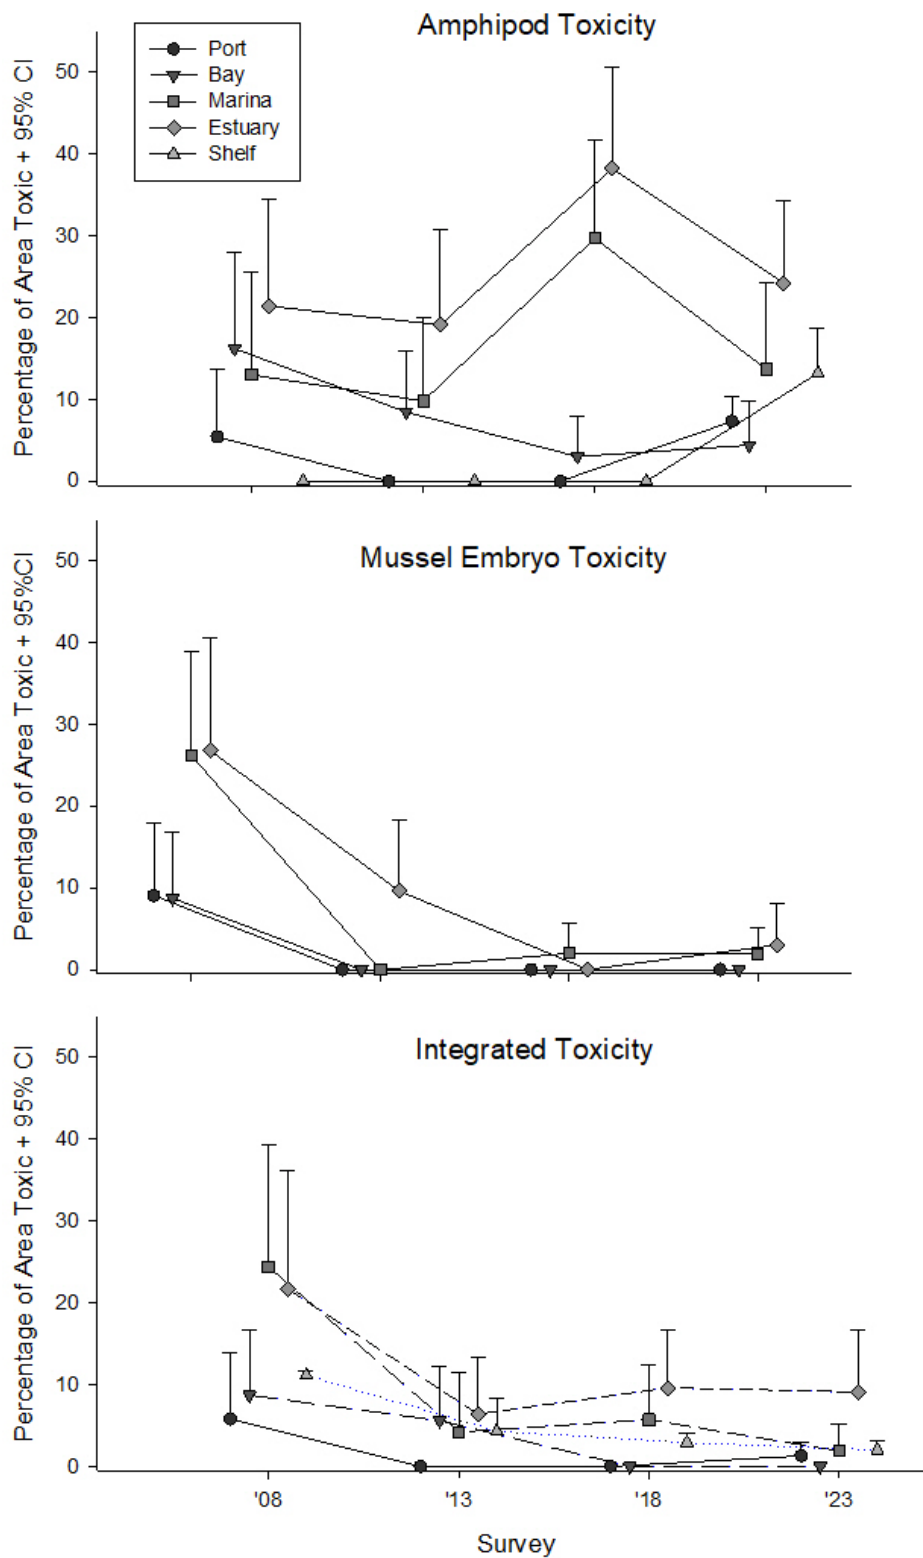 Amphipod Toxicity
Port
Bay
Marina
Estuary
Shelf
Percentage of Area Toxic + 95% CI
50
40
30
20
10
0
Mussel Embryo Toxicity
Percentage of Area Toxic + 95%CI
50
40
30
20
10
0
Integrated Toxicity
Percentage of Area Toxic + 95% CI
50
40
30
20
10
0
'08 '13 '18 '23
Survey